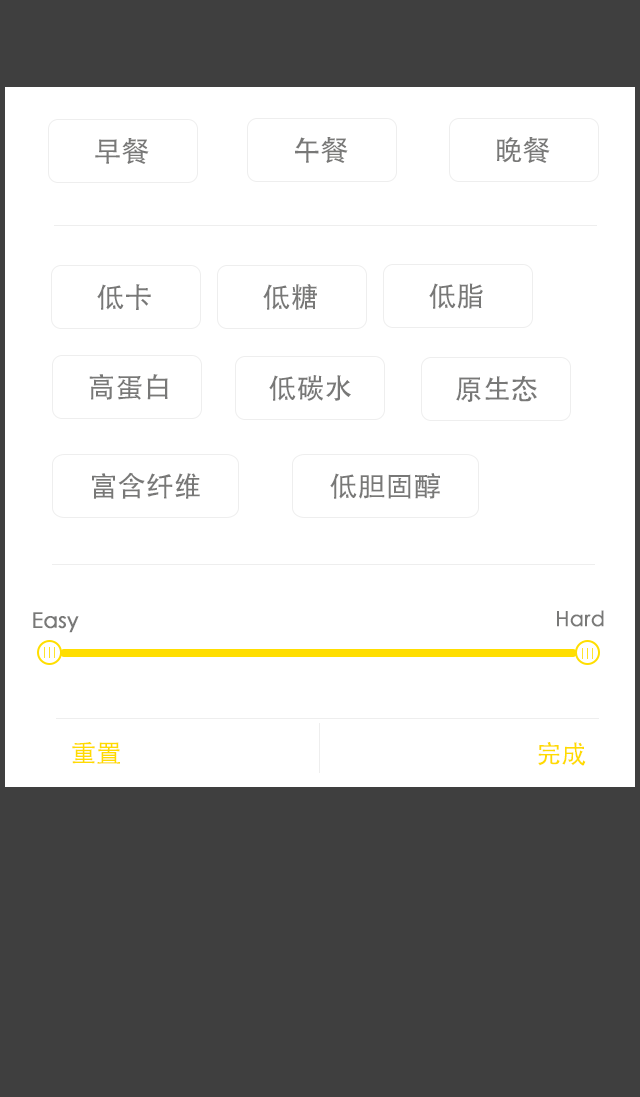 早餐 午餐 晚餐
低卡 低糖 低脂
高蛋白 低碳水 原生态
富含纤维 低胆固醇
Easy Hard
重置 完成